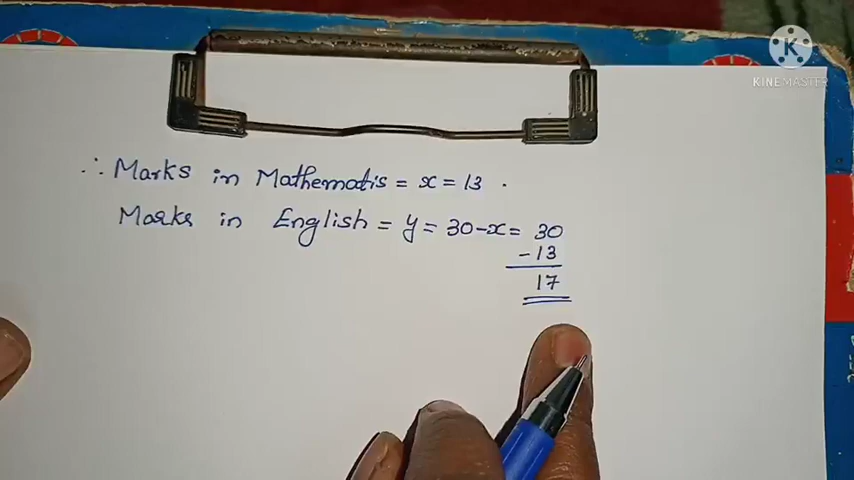 K
KINEMASTER
∴ Marks in Mathematis = x = 13 .
Marks in English = y = 30-x = 30
-13
17